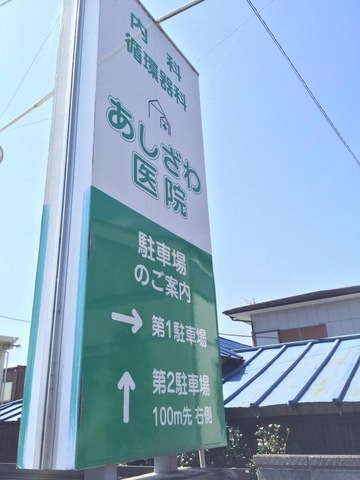 内科
循環器科
あしざわ
医院
駐車場
のご案内
→ 第1駐車場
↑ 第2駐車場
100m先 右側